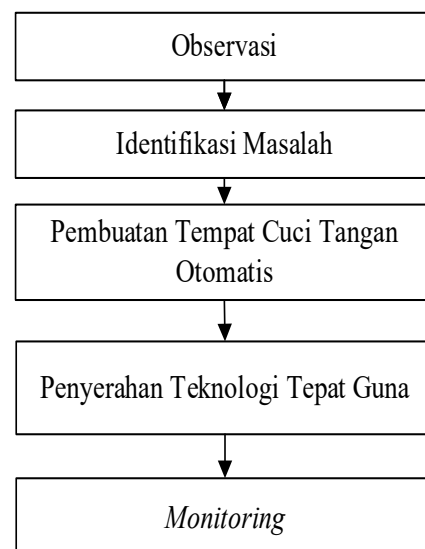 Observasi
Identifikasi Masalah
Pembuatan Tempat Cuci Tangan
Otomatis
Penyerahan Teknologi Tepat Guna
Monitoring